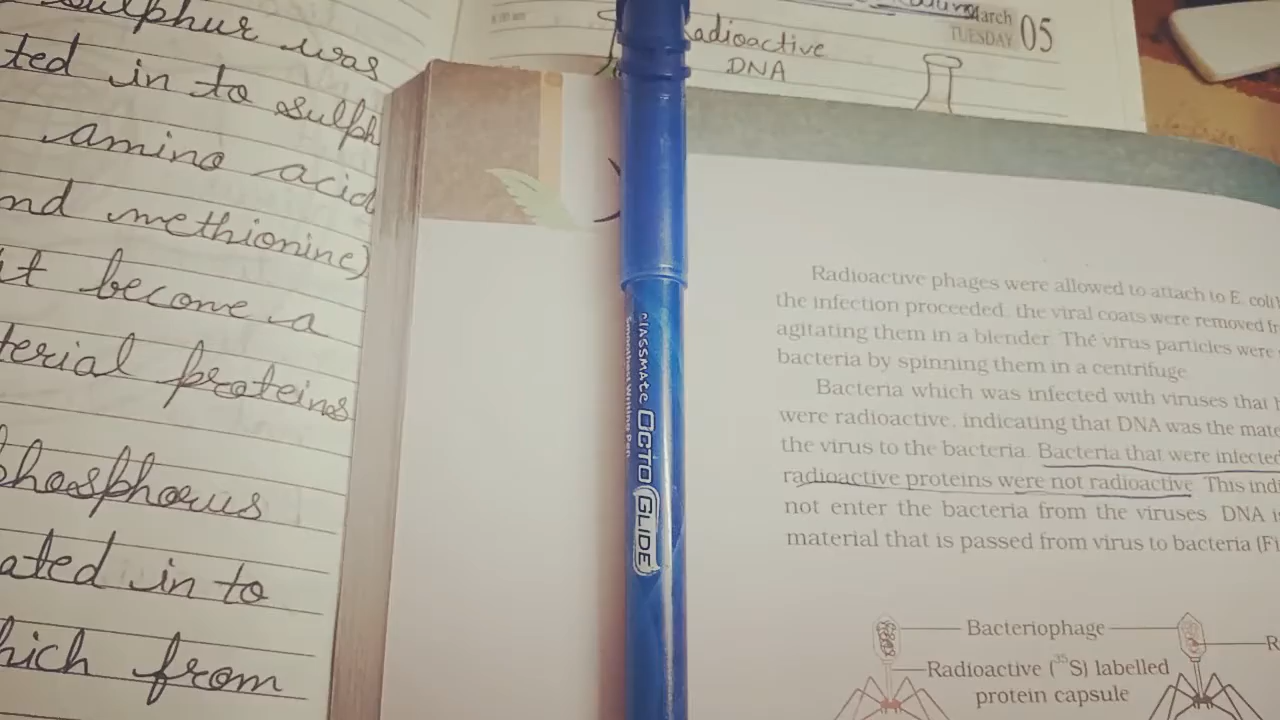 sulphur was
ted in to sulph
amino acid
nd methionine)
it become a
terial proteins
phosphorus
ated in to
hich from
Radioactive
DNA
March
TUESDAY
05
CLASSMATE OCTO GLIDE
Smoothest Writing Pen
Radioactive phages were allowed to attach to E. coli
the infection proceeded, the viral coats were removed fr
agitating them in a blender. The virus particles were
bacteria by spinning them in a centrifuge.
Bacteria which was infected with viruses that h
were radioactive, indicating that DNA was the mate
the virus to the bacteria. Bacteria that were infected
radioactive proteins were not radioactive. This indi
not enter the bacteria from the viruses. DNA i
material that is passed from virus to bacteria (Fi
Bacteriophage
R
Radioactive (³⁵S) labelled
protein capsule